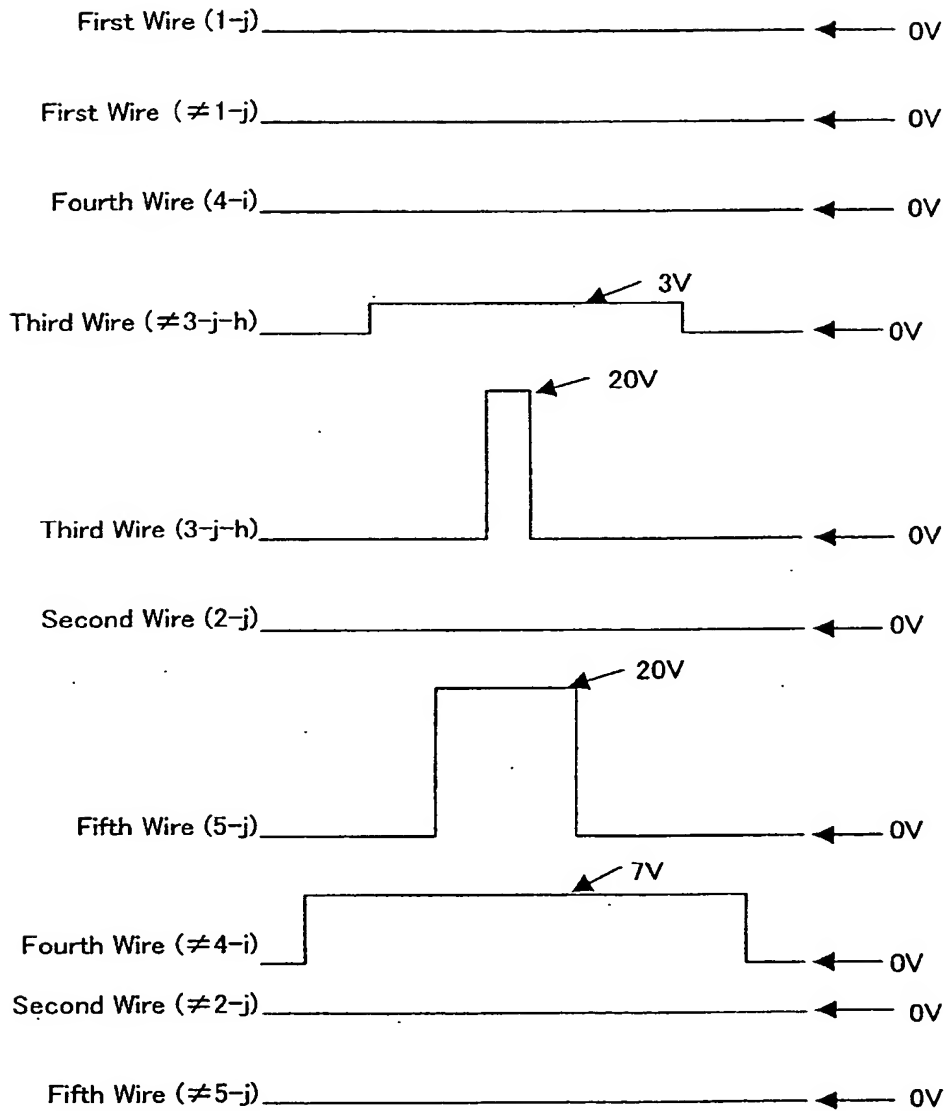 First Wire (1-j) 0V
First Wire (≠1-j) 0V
Fourth Wire (4-i) 0V
3V
Third Wire (≠3-j-h) 0V
20V
Third Wire (3-j-h) 0V
Second Wire (2-j) 0V
20V
Fifth Wire (5-j) 0V
7V
Fourth Wire (≠4-i) 0V
Second Wire (≠2-j) 0V
Fifth Wire (≠5-j) 0V